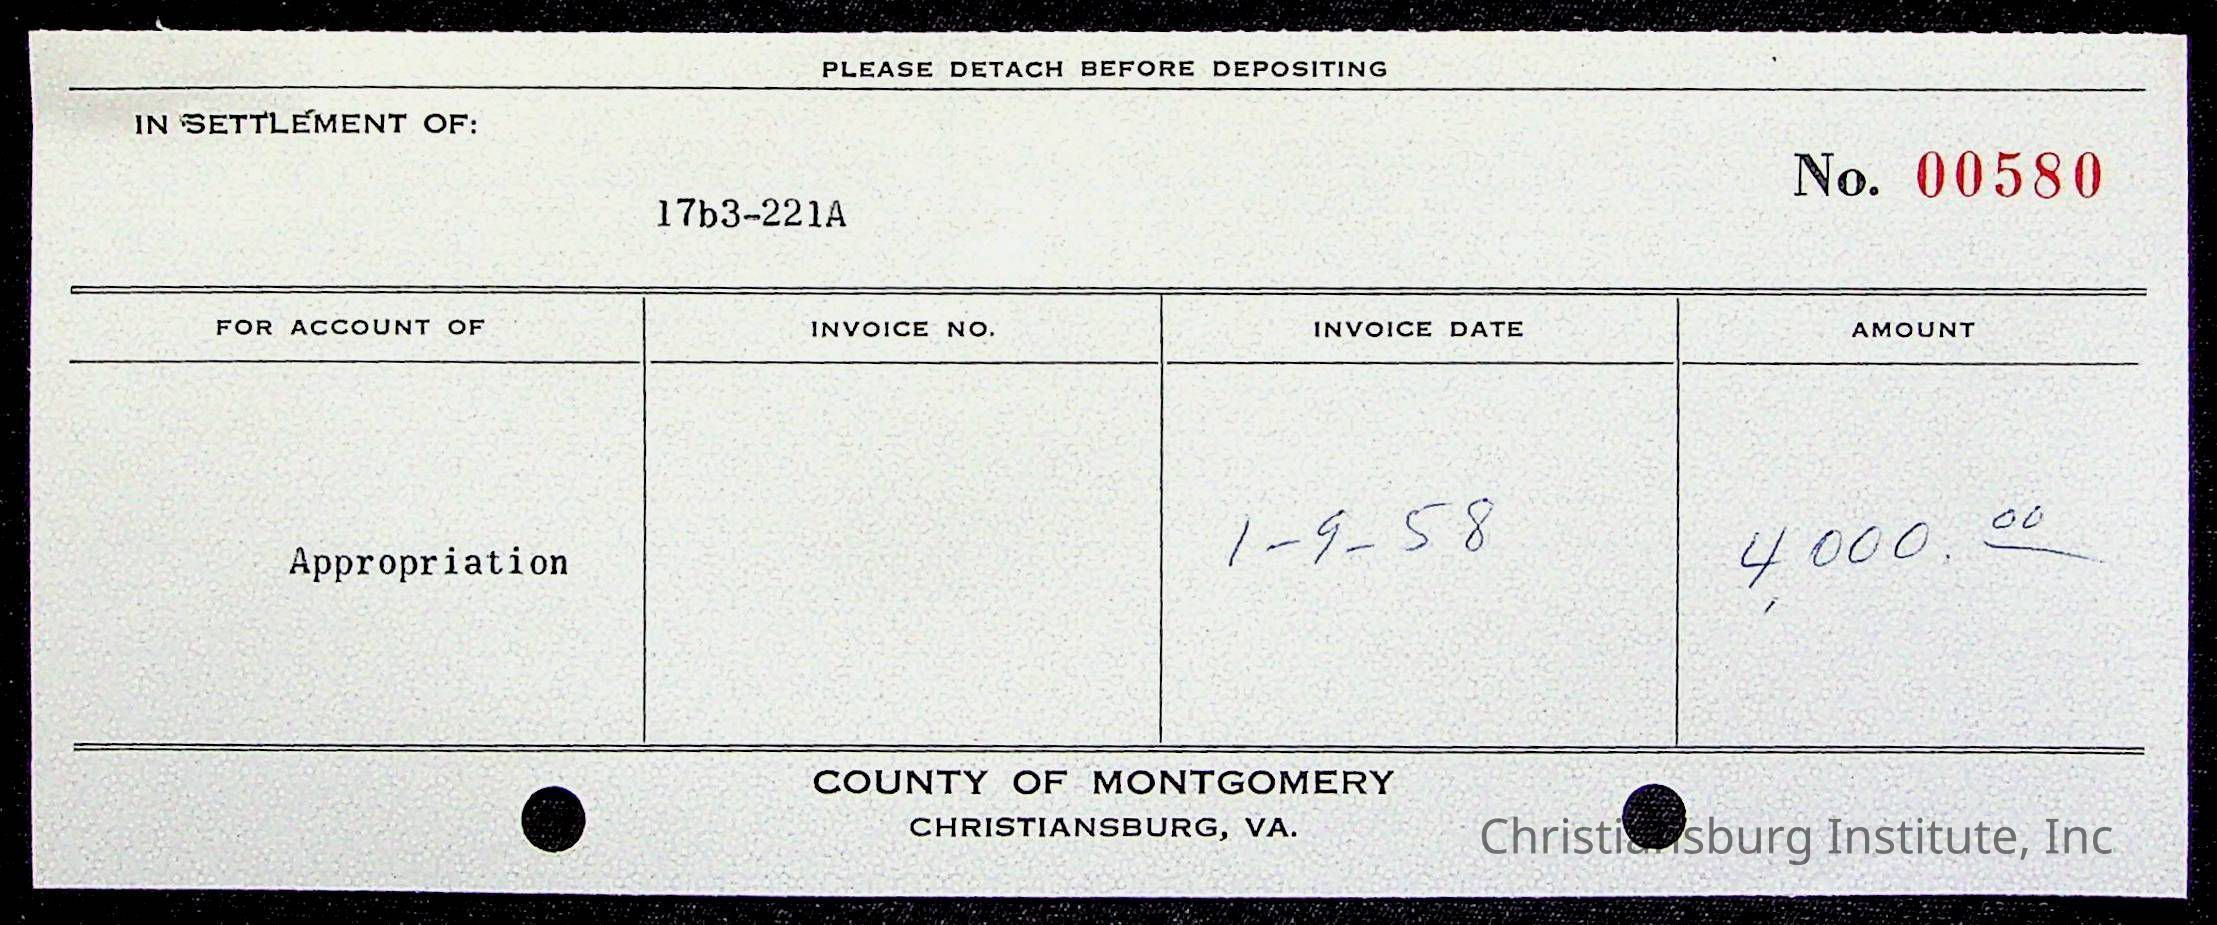 PLEASE DETACH BEFORE DEPOSITING
IN SETTLEMENT OF:
No. 00580
17b3-221A
FOR ACCOUNT OF INVOICE NO. INVOICE DATE AMOUNT
Appropriation 1-9-58 4,000.00
COUNTY OF MONTGOMERY
CHRISTIANSBURG, VA.
Christiansburg Institute, Inc